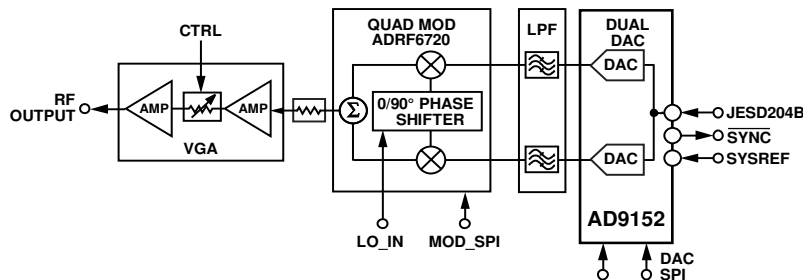 CTRL
QUAD MOD
ADRF6720
LPF
DUAL
DAC
RF
OUTPUT
AMP
AMP
VGA
Σ
0/90° PHASE
SHIFTER
DAC
DAC
JESD204B
SYNC
SYSREF
AD9152
LO_IN
MOD_SPI
DAC
SPI